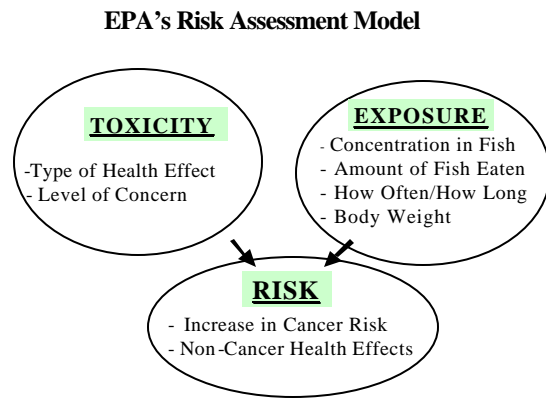 EPA's Risk Assessment Model
TOXICITY
-Type of Health Effect
- Level of Concern
EXPOSURE
- Concentration in Fish
- Amount of Fish Eaten
- How Often/How Long
- Body Weight
RISK
- Increase in Cancer Risk
- Non-Cancer Health Effects